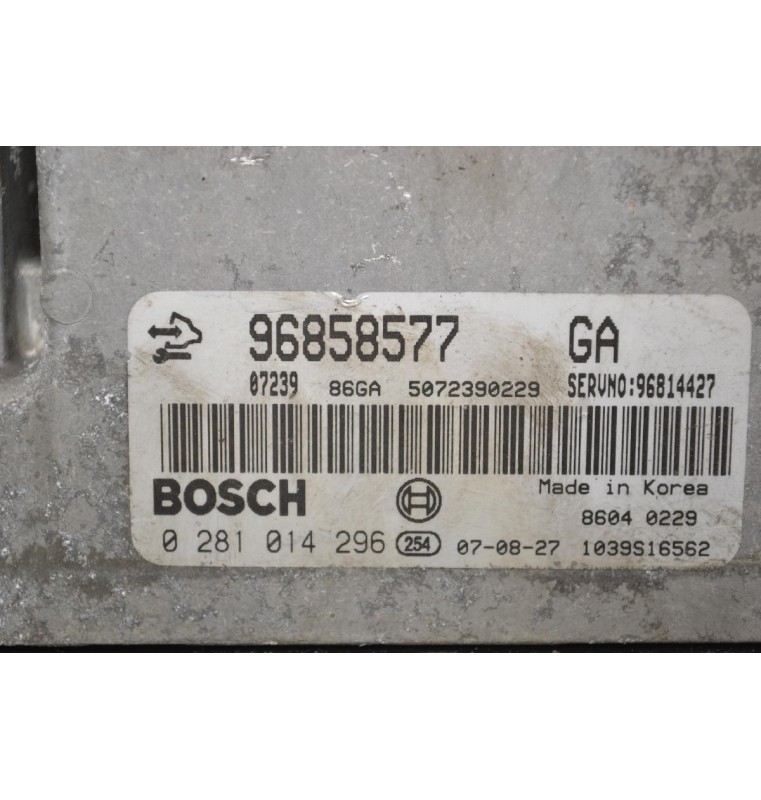 96858577 GA
07239 86GA 5072390229 SERVNO:96814427
BOSCH Made in Korea
8604 0229
0 281 014 296 254 07-08-27 1039S16562